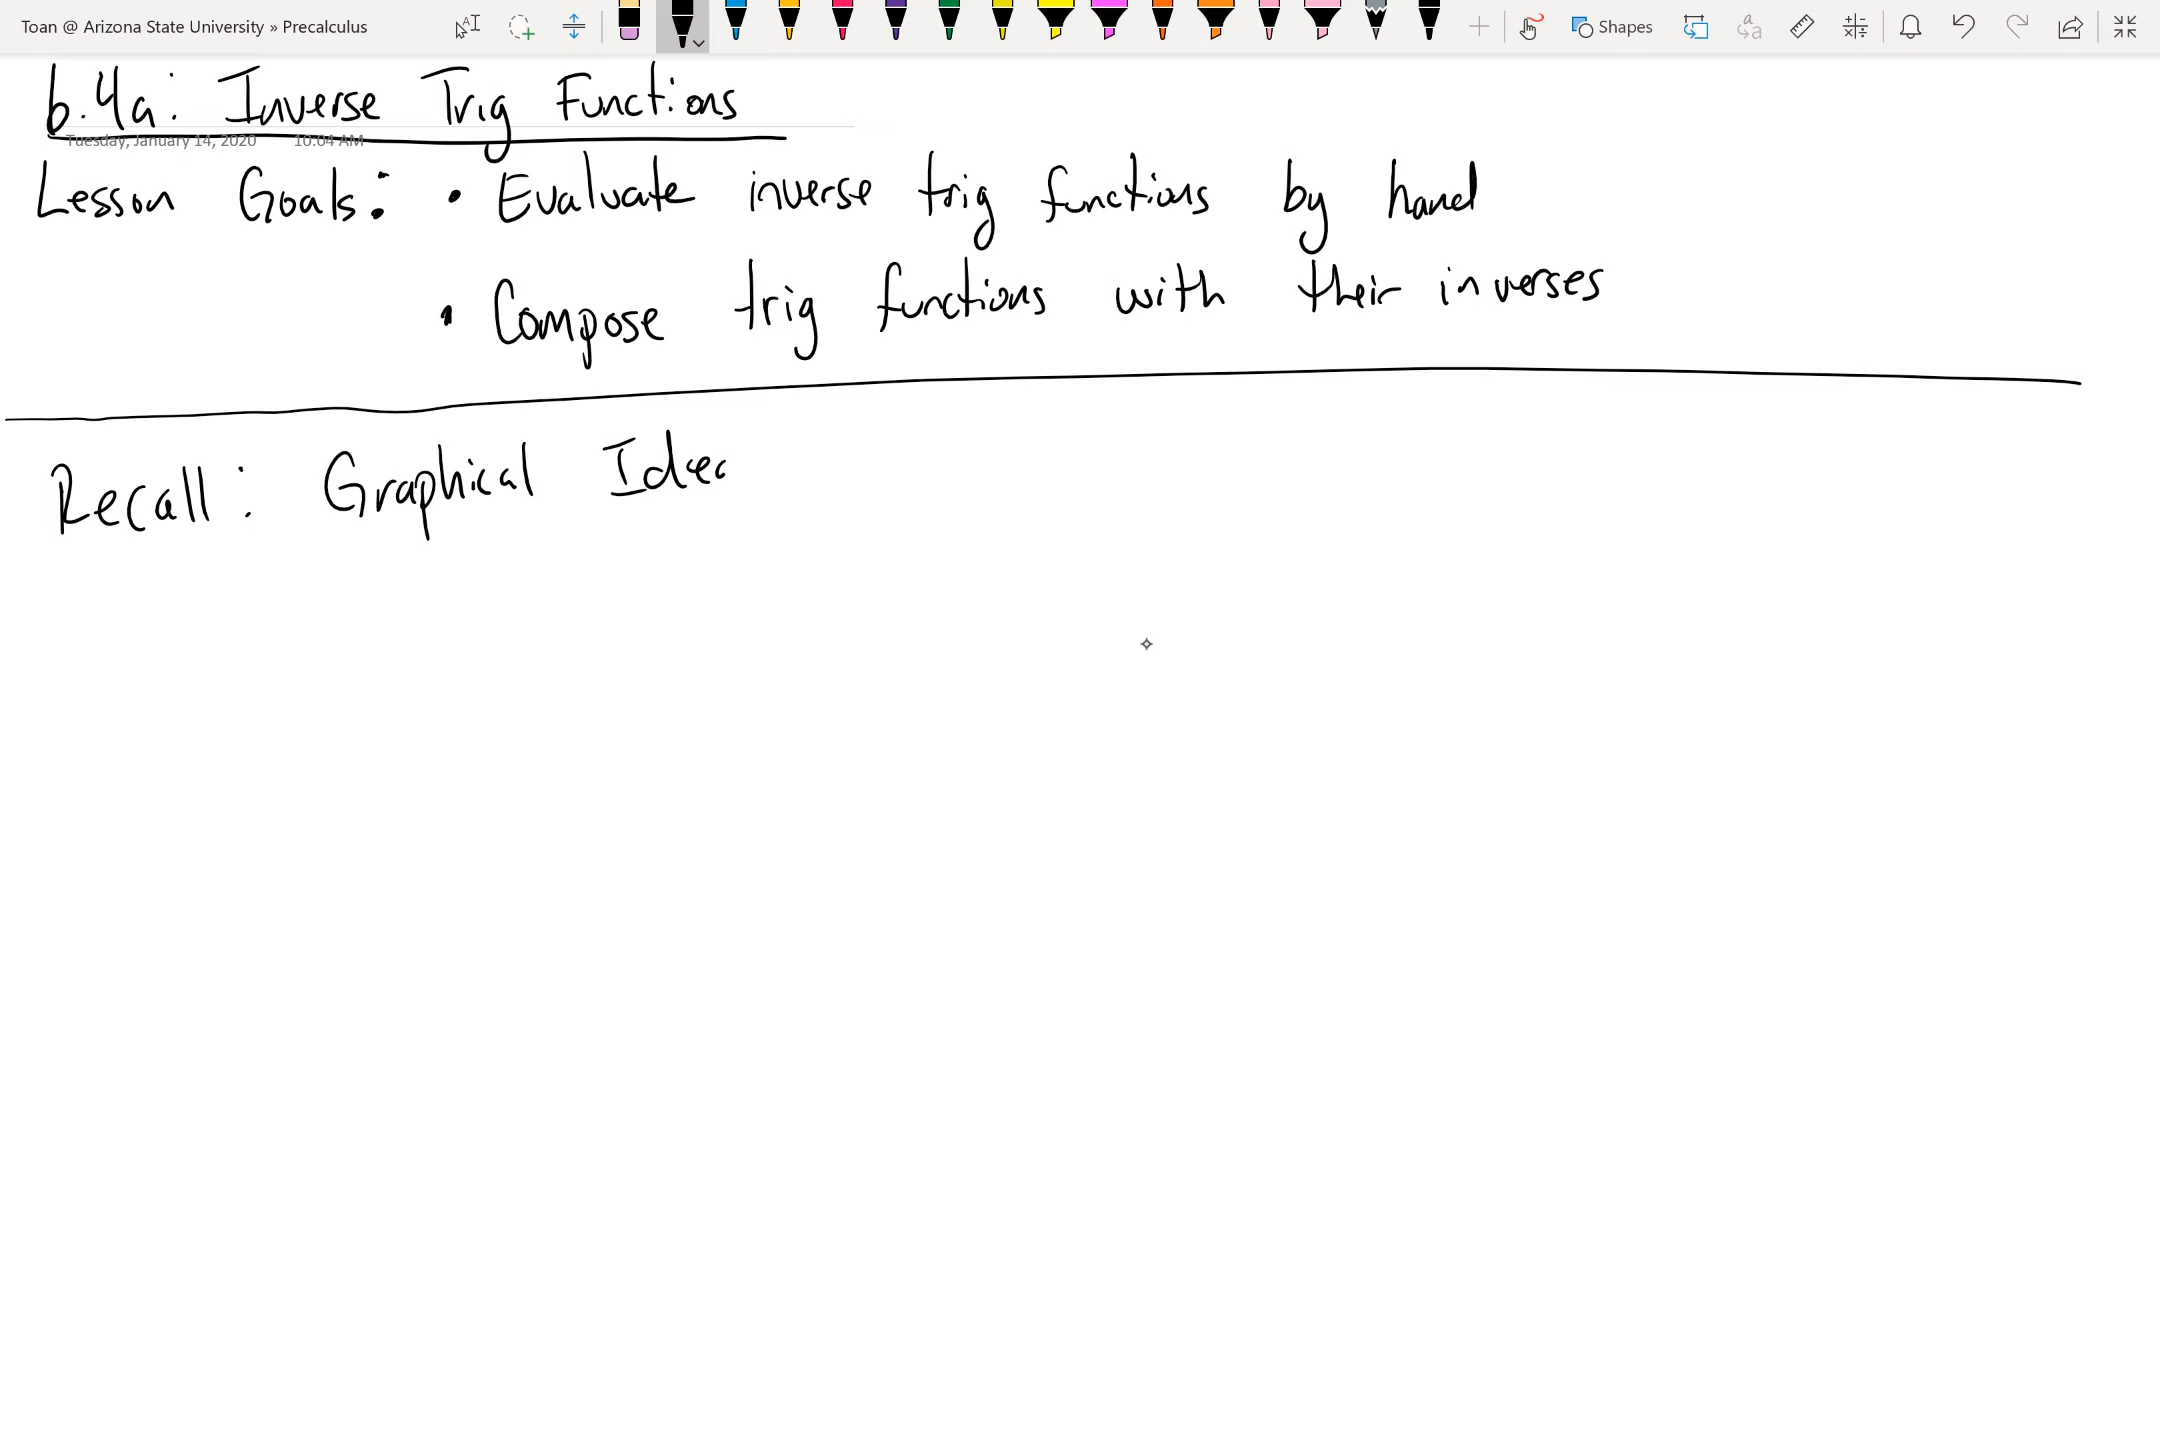 Toan @ Arizona State University » Precalculus
Shapes
6.4a: Inverse Trig Functions
Tuesday, January 14, 2020 10:04 AM
Lesson Goals: • Evaluate inverse trig functions by hand
• Compose trig functions with their inverses
Recall: Graphical Idea